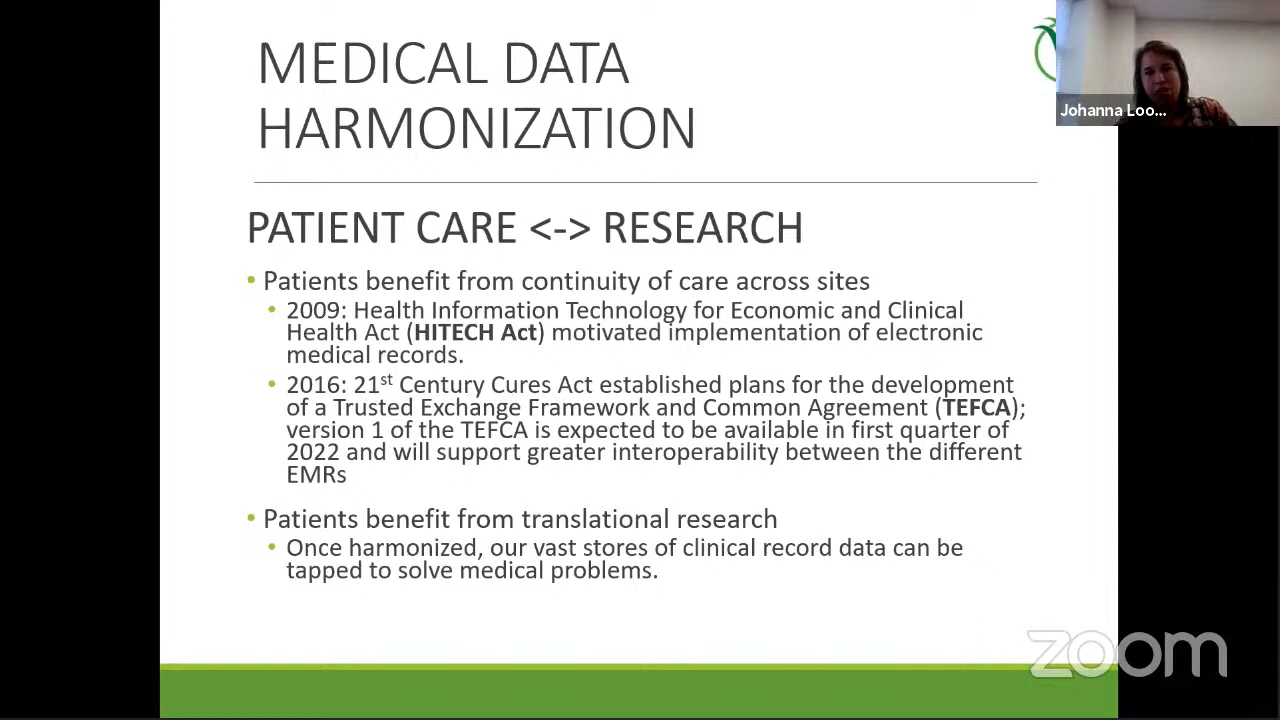 MEDICAL DATA
HARMONIZATION
Johanna Loo...
PATIENT CARE <-> RESEARCH
• Patients benefit from continuity of care across sites
• 2009: Health Information Technology for Economic and Clinical
Health Act (HITECH Act) motivated implementation of electronic
medical records.
• 2016: 21st Century Cures Act established plans for the development
of a Trusted Exchange Framework and Common Agreement (TEFCA);
version 1 of the TEFCA is expected to be available in first quarter of
2022 and will support greater interoperability between the different
EMRs
• Patients benefit from translational research
• Once harmonized, our vast stores of clinical record data can be
tapped to solve medical problems.
zoom